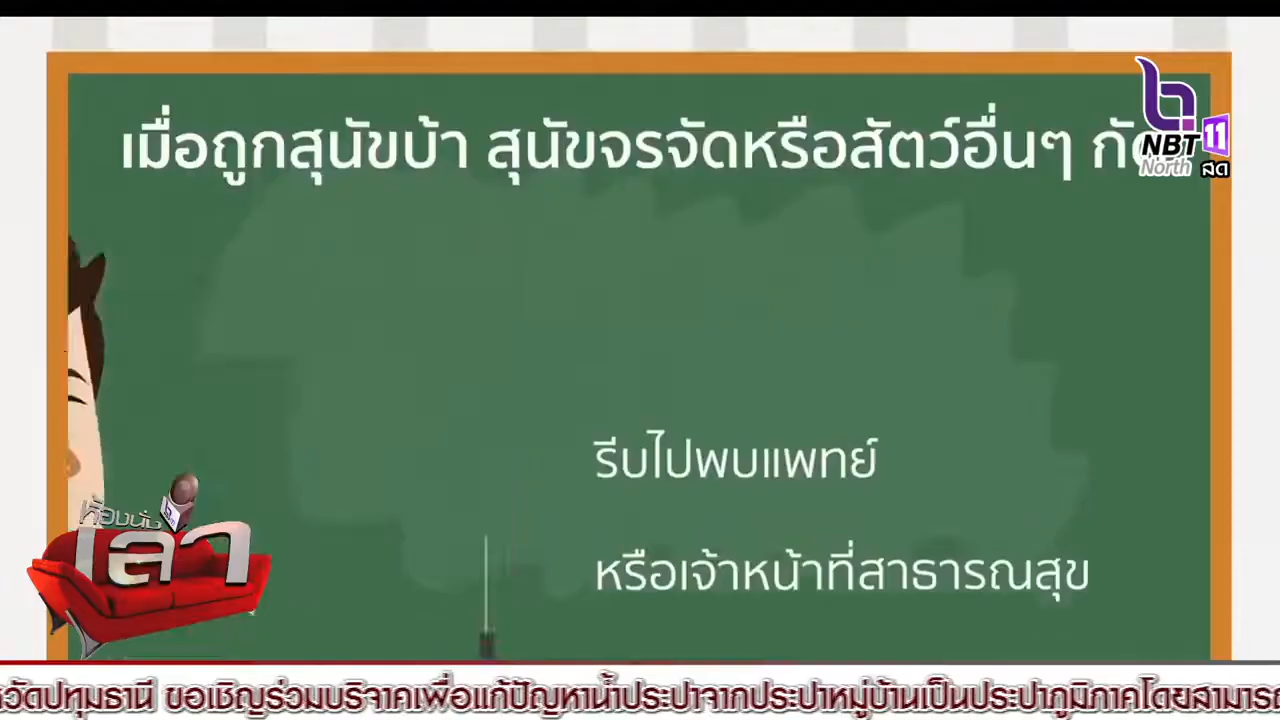 เมื่อถูกสุนัขบ้า สุนัขจรจัดหรือสัตว์อื่นๆ
NBT 11
North สด
รีบไปพบแพทย์
หรือเจ้าหน้าที่สาธารณสุข
ห้องนั่ง
เล่า
ปทุมธานี ขอเชิญร่วมบริจาคเพื่อแก้ปัญหาน้ำประปาจากประปาหมู่บ้านเป็นประปาภูมิภาคโดยสามารถ